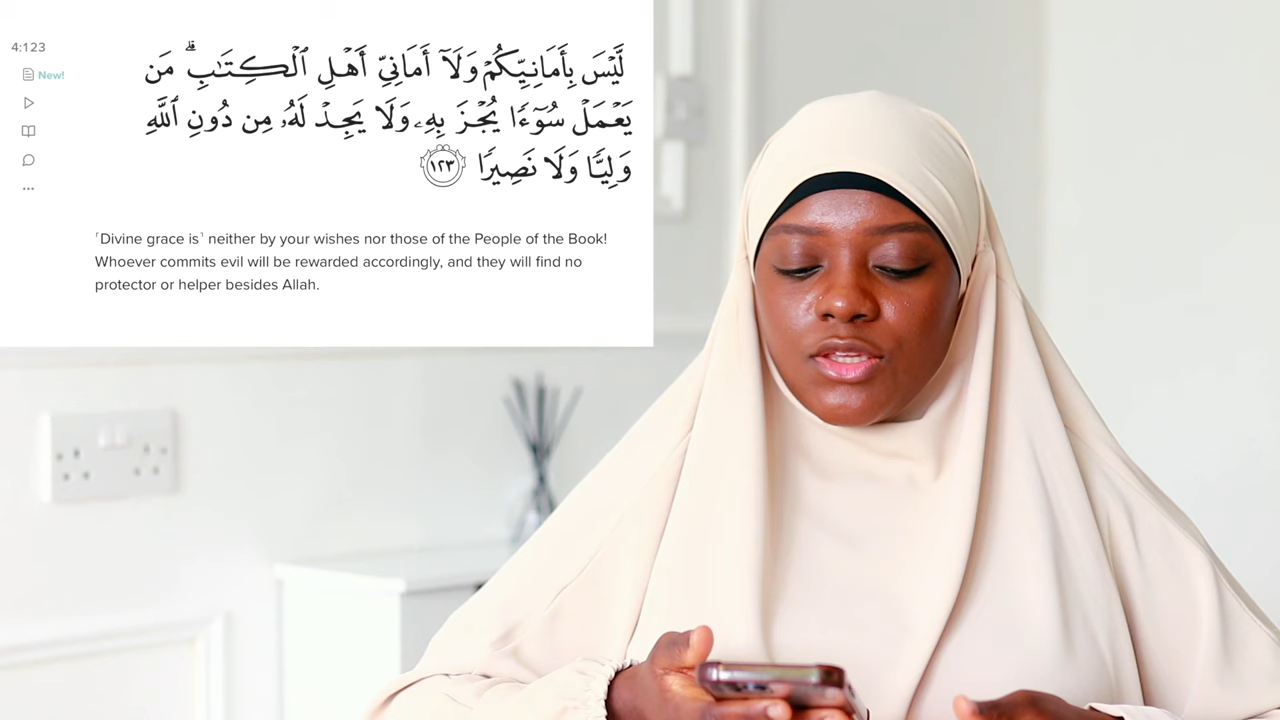 4:123
New!
لَّيْسَ بِأَمَانِيِّكُمْ وَلَآ أَمَانِىِّ أَهْلِ ٱلْكِتَـٰبِ ۗ مَن
يَعْمَلْ سُوٓءًا يُجْزَ بِهِۦ وَلَا يَجِدْ لَهُۥ مِن دُونِ ٱللَّهِ
وَلِيًّا وَلَا نَصِيرًا ١٢٣
˹Divine grace is˺ neither by your wishes nor those of the People of the Book!
Whoever commits evil will be rewarded accordingly, and they will find no
protector or helper besides Allah.